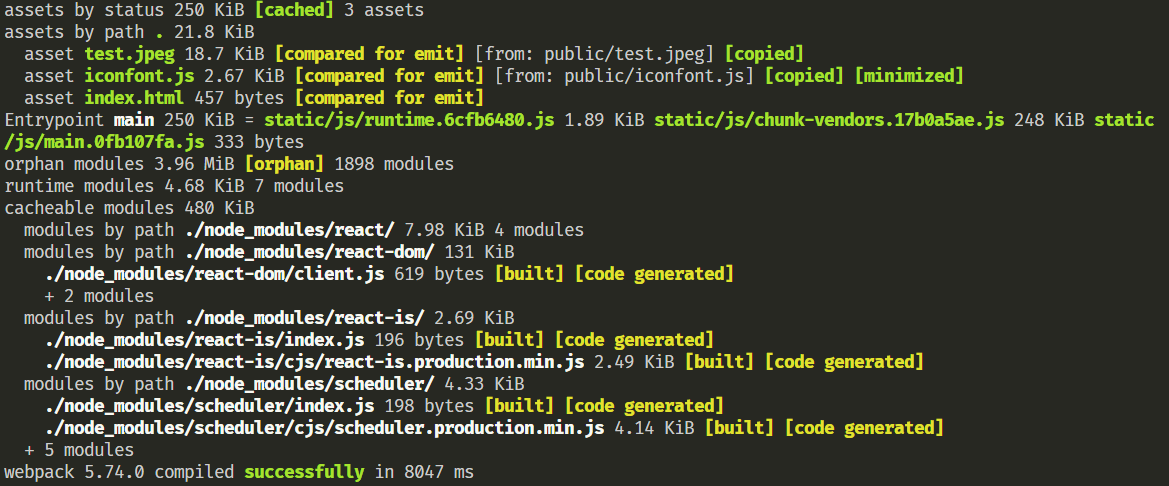 assets by status 250 KiB [cached] 3 assets
assets by path . 21.8 KiB
  asset test.jpeg 18.7 KiB [compared for emit] [from: public/test.jpeg] [copied]
  asset iconfont.js 2.67 KiB [compared for emit] [from: public/iconfont.js] [copied] [minimized]
  asset index.html 457 bytes [compared for emit]
Entrypoint main 250 KiB = static/js/runtime.6cfb6480.js 1.89 KiB static/js/chunk-vendors.17b0a5ae.js 248 KiB static
/js/main.0fb107fa.js 333 bytes
orphan modules 3.96 MiB [orphan] 1898 modules
runtime modules 4.68 KiB 7 modules
cacheable modules 480 KiB
  modules by path ./node_modules/react/ 7.98 KiB 4 modules
  modules by path ./node_modules/react-dom/ 131 KiB
    ./node_modules/react-dom/client.js 619 bytes [built] [code generated]
    + 2 modules
  modules by path ./node_modules/react-is/ 2.69 KiB
    ./node_modules/react-is/index.js 196 bytes [built] [code generated]
    ./node_modules/react-is/cjs/react-is.production.min.js 2.49 KiB [built] [code generated]
  modules by path ./node_modules/scheduler/ 4.33 KiB
    ./node_modules/scheduler/index.js 198 bytes [built] [code generated]
    ./node_modules/scheduler/cjs/scheduler.production.min.js 4.14 KiB [built] [code generated]
  + 5 modules
webpack 5.74.0 compiled successfully in 8047 ms